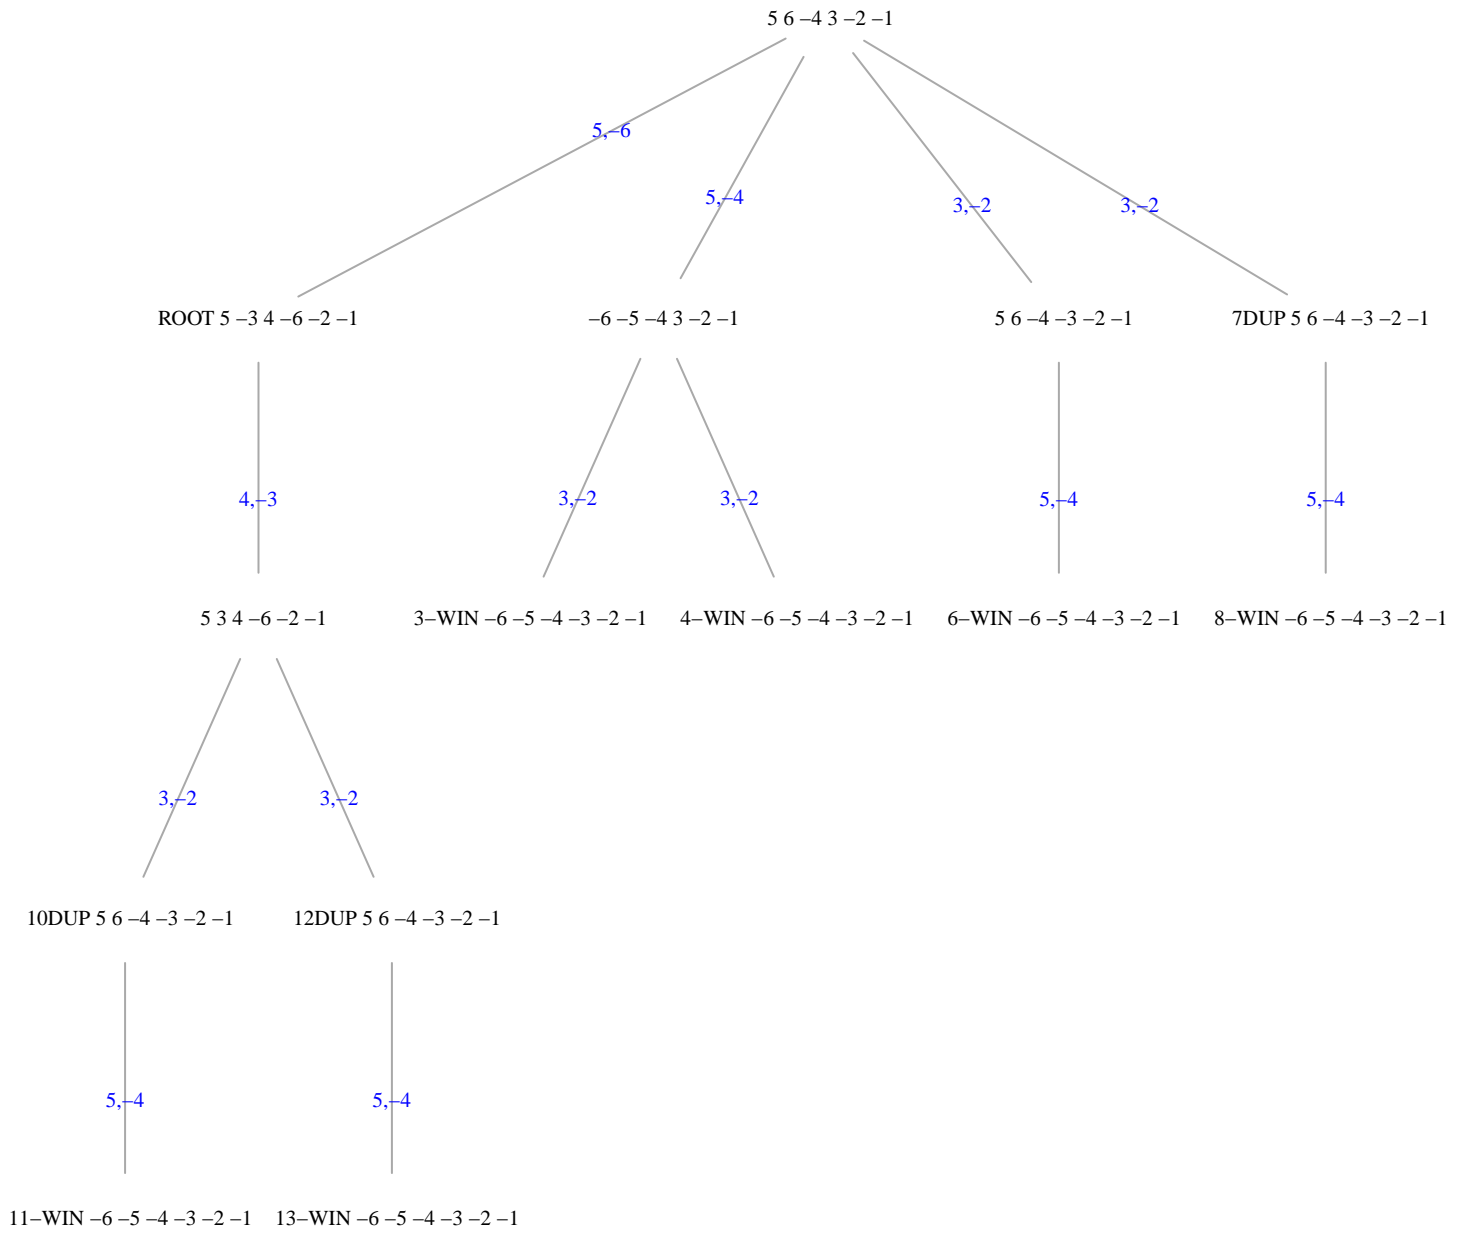 5 6 –4 3 –2 –1
5,–6
5,–4
3,–2
3,–2
ROOT 5 –3 4 –6 –2 –1
–6 –5 –4 3 –2 –1
5 6 –4 –3 –2 –1
7DUP 5 6 –4 –3 –2 –1
4,–3
3,–2
3,–2
5,–4
5,–4
5 3 4 –6 –2 –1
3–WIN –6 –5 –4 –3 –2 –1
4–WIN –6 –5 –4 –3 –2 –1
6–WIN –6 –5 –4 –3 –2 –1
8–WIN –6 –5 –4 –3 –2 –1
3,–2
3,–2
10DUP 5 6 –4 –3 –2 –1
12DUP 5 6 –4 –3 –2 –1
5,–4
5,–4
11–WIN –6 –5 –4 –3 –2 –1
13–WIN –6 –5 –4 –3 –2 –1